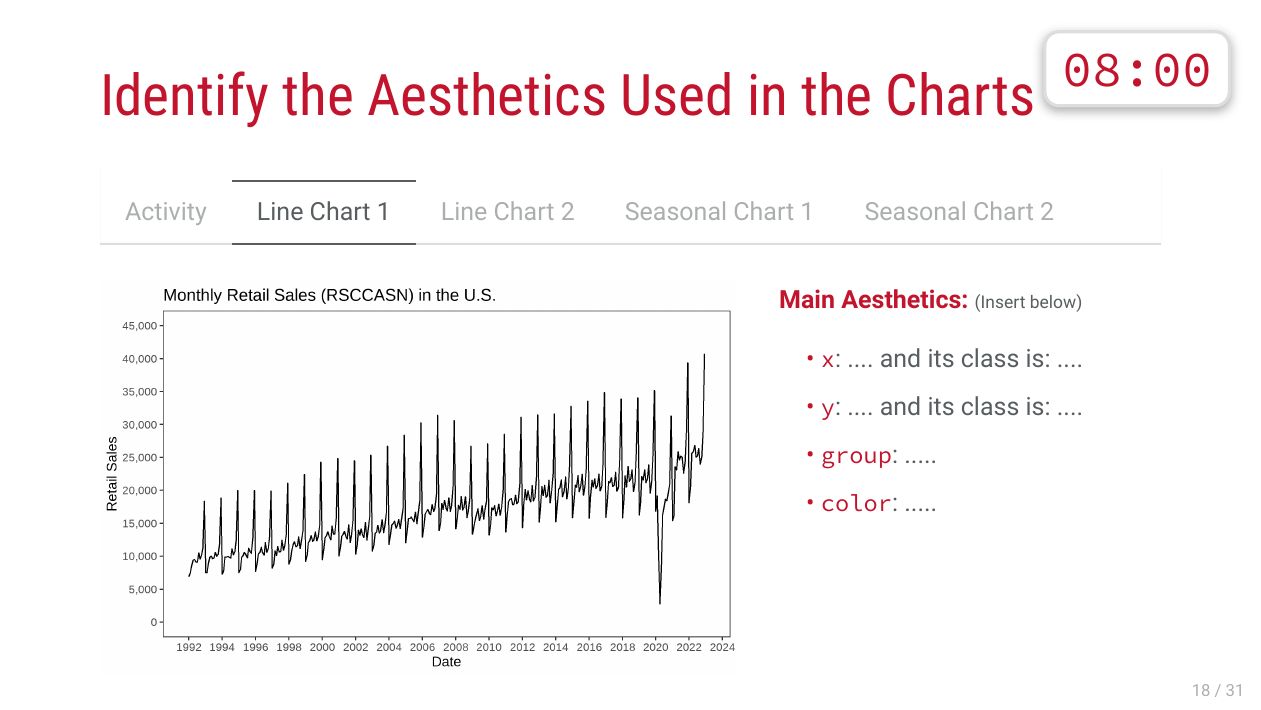 Identify the Aesthetics Used in the Charts
08:00
Activity
Line Chart 1
Line Chart 2
Seasonal Chart 1
Seasonal Chart 2
Monthly Retail Sales (RSCCASN) in the U.S.
45,000
40,000
35,000
30,000
25,000
20,000
15,000
10,000
5,000
0
Retail Sales
1992 1994 1996 1998 2000 2002 2004 2006 2008 2010 2012 2014 2016 2018 2020 2022 2024
Date
Main Aesthetics: (Insert below)
• x: .... and its class is: ....
• y: .... and its class is: ....
• group: .....
• color: .....
18 / 31